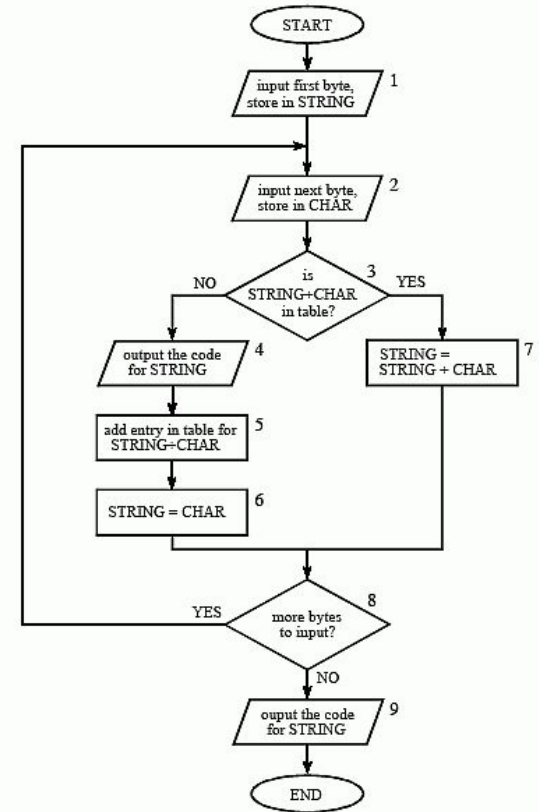 START
input first byte,
store in STRING
1
input next byte,
store in CHAR
2
is
STRING+CHAR
in table?
3
NO
YES
output the code
for STRING
4
STRING =
STRING + CHAR
7
add entry in table for
STRING+CHAR
5
STRING = CHAR
6
more bytes
to input?
8
YES
NO
ouput the code
for STRING
9
END